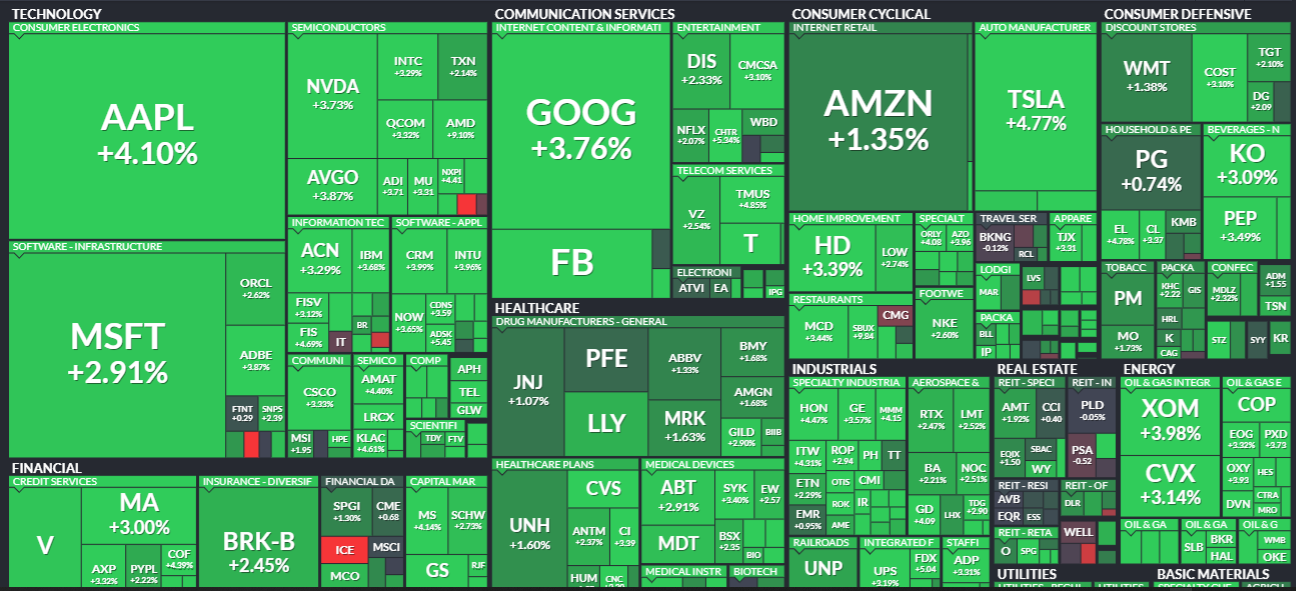 TECHNOLOGY
CONSUMER ELECTRONICS
AAPL
+4.10%
SEMICONDUCTORS
NVDA
+3.73%
INTC
+3.29%
TXN
+2.14%
QCOM
+3.32%
AMD
+9.10%
AVGO
+3.87%
ADI
+3.71
MU
+3.31
NXPI
+4.41
SOFTWARE - INFRASTRUCTURE
MSFT
+2.91%
ORCL
+2.62%
ADBE
+3.87%
FTNT
+0.29
SNPS
+2.39
INFORMATION TEC
ACN
+3.29%
IBM
+3.68%
FISV
+3.12%
FIS
+4.69%
BR
IT
SOFTWARE - APPL
CRM
+3.99%
INTU
+3.96%
NOW
+3.65%
CDNS
+3.59
ADSK
+5.45
COMMUNI
CSCO
+3.33%
MSI
+1.95
HPE
SEMICO
AMAT
+4.40%
LRCX
KLAC
+4.61%
COMP
APH
TEL
GLW
SCIENTIFI
TDY
FTV
COMMUNICATION SERVICES
INTERNET CONTENT & INFORMATI
GOOG
+3.76%
FB
ENTERTAINMENT
DIS
+2.33%
CMCSA
+3.10%
NFLX
+2.07%
CHTR
+5.34%
WBD
TELECOM SERVICES
VZ
+2.54%
TMUS
+4.85%
T
ELECTRONI
ATVI
EA
IPG
CONSUMER CYCLICAL
INTERNET RETAIL
AMZN
+1.35%
AUTO MANUFACTURER
TSLA
+4.77%
HOME IMPROVEMENT
HD
+3.39%
LOW
+2.74%
SPECIALT
ORLY
+4.08
AZO
+3.96
TRAVEL SER
BKNG
-0.12%
RCL
APPARE
TJX
+2.31
RESTAURANTS
MCD
+3.44%
SBUX
+9.84
CMG
FOOTWE
NKE
+2.60%
LODGI
MAR
LVS
PACKA
BLL
IP
CONSUMER DEFENSIVE
DISCOUNT STORES
WMT
+1.38%
COST
+3.10%
TGT
+2.10%
DG
+2.09
HOUSEHOLD & PE
PG
+0.74%
EL
+4.78%
CL
+3.37
KMB
BEVERAGES - N
KO
+3.09%
PEP
+3.49%
TOBACC
PM
MO
+1.73%
PACKA
KHC
+2.22
GIS
HRL
K
CAG
CONFEC
MDLZ
+2.32%
ADM
+1.55
TSN
STZ
SYY
KR
HEALTHCARE
DRUG MANUFACTURERS - GENERAL
JNJ
+1.07%
PFE
LLY
ABBV
+1.33%
MRK
+1.63%
BMY
+1.68%
AMGN
+1.68%
GILD
+2.90%
BIIB
HEALTHCARE PLANS
UNH
+1.60%
CVS
ANTM
+2.37%
CI
+3.39
HUM
CNC
MEDICAL DEVICES
ABT
+2.91%
MDT
SYK
+3.40%
EW
+2.57
BSX
+2.35
BIO
MEDICAL INSTR
BIOTECH
FINANCIAL
CREDIT SERVICES
V
MA
+3.00%
AXP
+3.32%
PYPL
+2.22%
COF
+4.39%
INSURANCE - DIVERSIF
BRK-B
+2.45%
FINANCIAL DA
SPGI
+1.30%
CME
+0.68
ICE
MSCI
MCO
CAPITAL MAR
MS
+4.14%
SCHW
+2.73%
GS
RJF
INDUSTRIALS
SPECIALTY INDUSTRIA
HON
+4.47%
GE
+3.57%
MMM
+4.15
ITW
+4.31%
ROP
+2.94
PH
TT
ETN
+2.29%
OTIS
CMI
EMR
+0.95%
ROK
IR
AME
AEROSPACE &
RTX
+2.47%
LMT
+2.52%
BA
+2.21%
NOC
+2.51%
GD
+4.09
LHX
TDG
+2.90
RAILROADS
UNP
INTEGRATED F
UPS
+3.19%
FDX
+5.04
STAFFI
ADP
+3.31%
REAL ESTATE
REIT - SPECI
AMT
+1.92%
CCI
+0.40
EQIX
+1.50
SBAC
WY
REIT - IN
PLD
-0.05%
PSA
-0.52
REIT - RESI
AVB
EQR
ESS
REIT - OF
DLR
REIT - RETA
O
SPG
WELL
ENERGY
OIL & GAS INTEGR
XOM
+3.98%
CVX
+3.14%
OIL & GAS E
COP
EOG
+3.32%
PXD
+3.73
OXY
+3.93
HES
DVN
CTRA
MRO
OIL & GA
OIL & GA
SLB
BKR
HAL
OIL & G
WMB
OKE
UTILITIES
BASIC MATERIALS